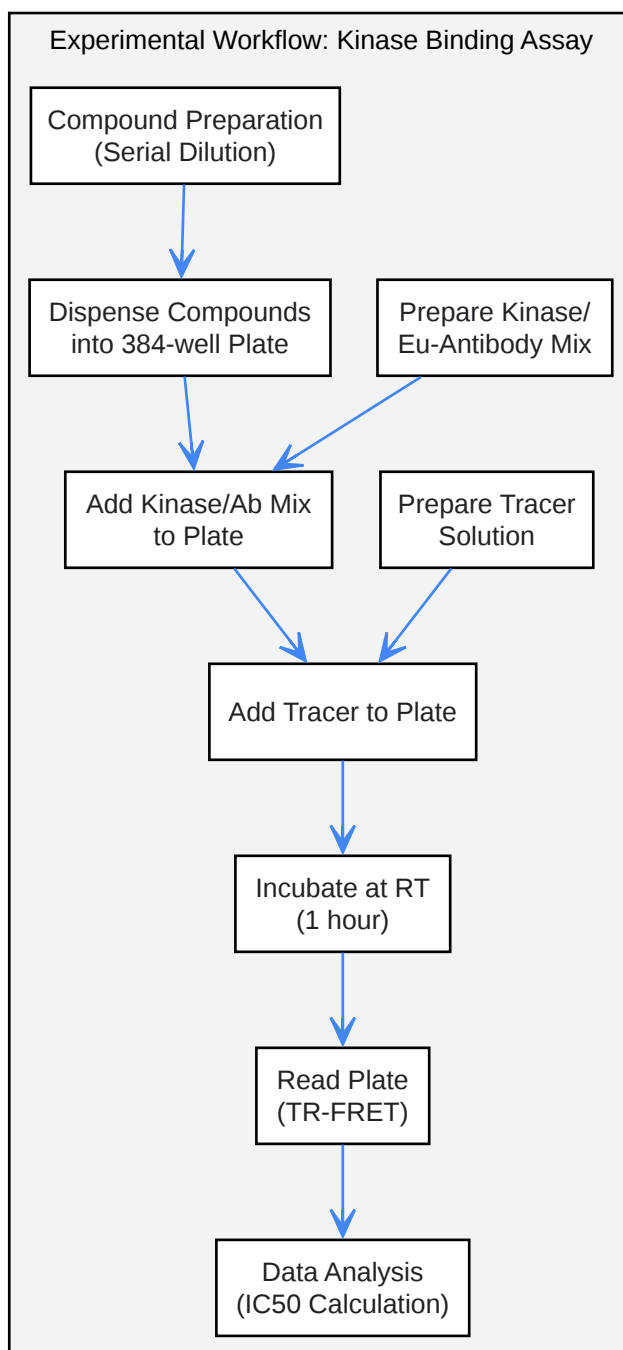 Experimental Workflow: Kinase Binding Assay
Compound Preparation
(Serial Dilution)
Dispense Compounds
into 384-well Plate
Prepare Kinase/
Eu-Antibody Mix
Add Kinase/Ab Mix
to Plate
Prepare Tracer
Solution
Add Tracer to Plate
Incubate at RT
(1 hour)
Read Plate
(TR-FRET)
Data Analysis
(IC50 Calculation)